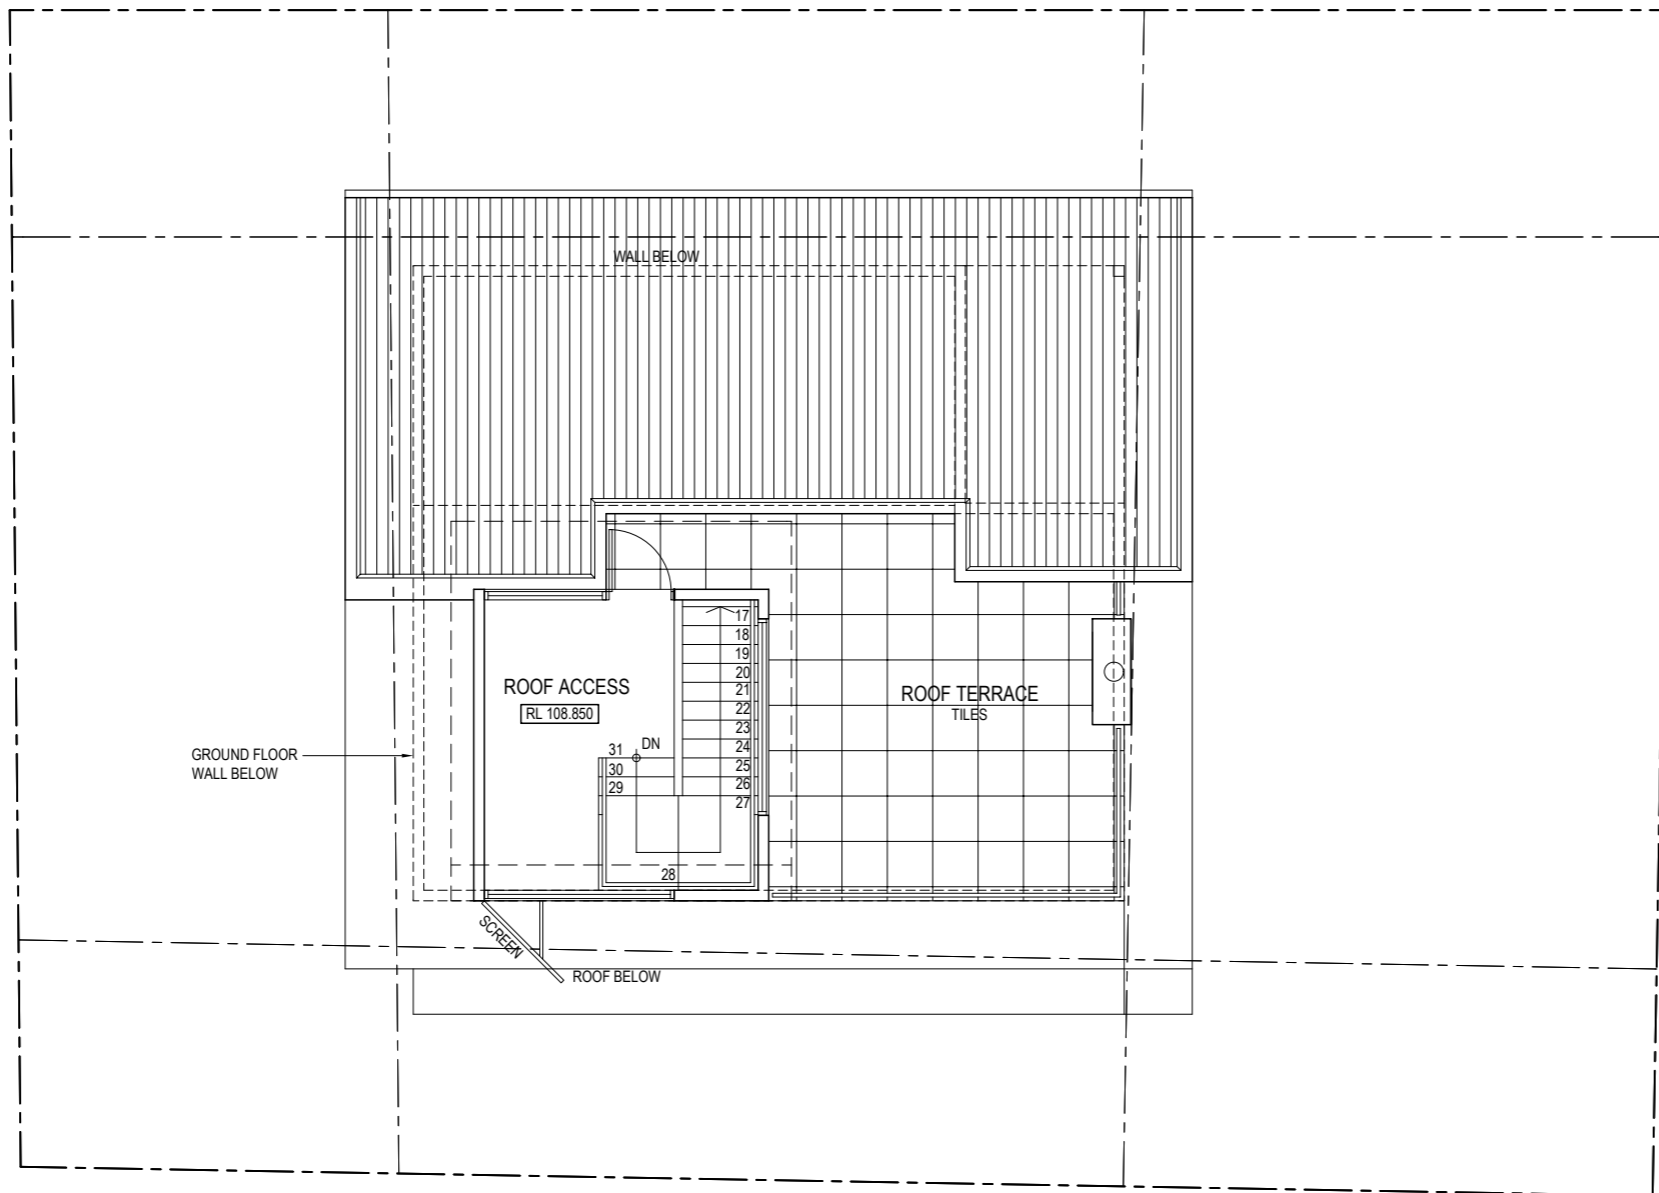 WALL BELOW
17
18
19
20
21
22
23
24
25
26
27
ROOF ACCESS
RL 108.850
ROOF TERRACE
TILES
31 DN
30
29
28
GROUND FLOOR
WALL BELOW
SCREEN
ROOF BELOW